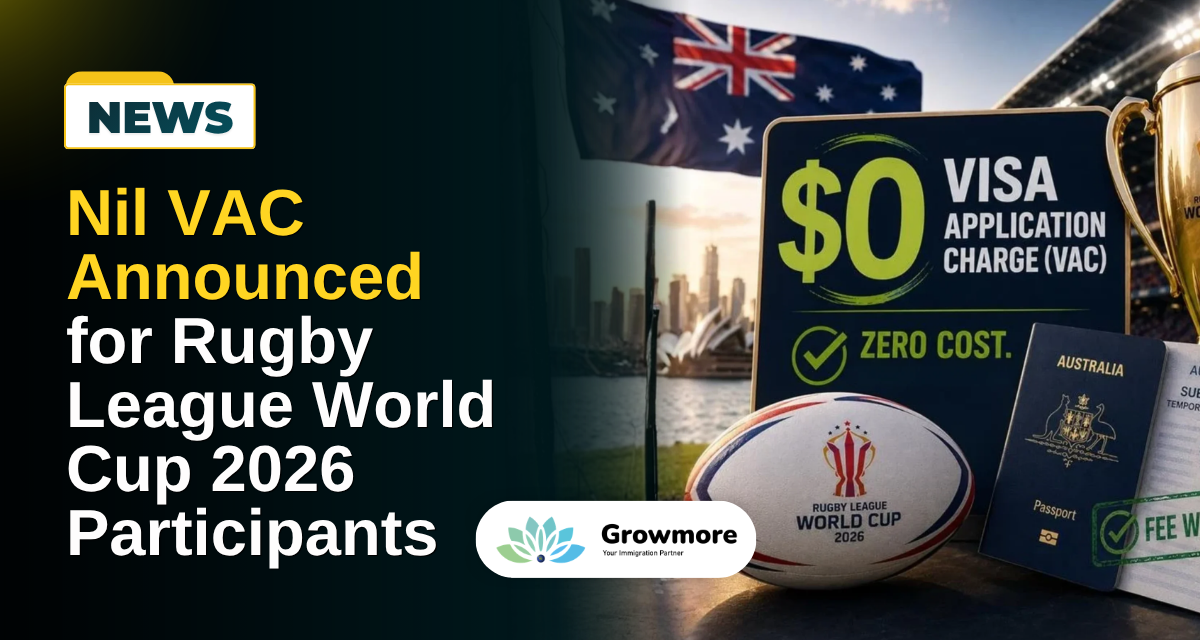 NEWS
Nil VAC
Announced
for Rugby
League World
Cup 2026
Participants
Growmore
Your Immigration Partner
$0
VISA
APPLICATION
CHARGE (VAC)
ZERO COST.
RUGBY LEAGUE
WORLD CUP
2026
AUSTRALIA
Passport
FEE W